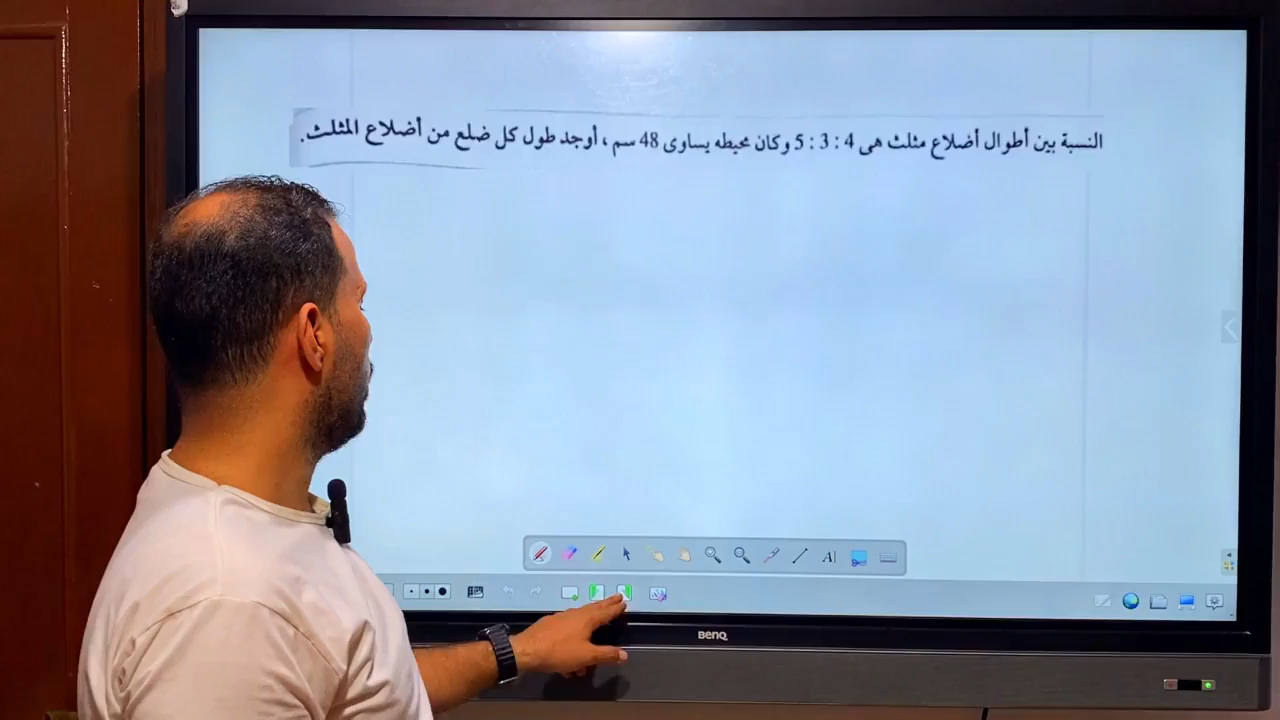 النسبة بين أطوال أضلاع مثلث هى 4 : 3 : 5 وكان محيطه يساوى 48 سم ، أوجد طول كل ضلع من أضلاع المثلث .
A
BenQ